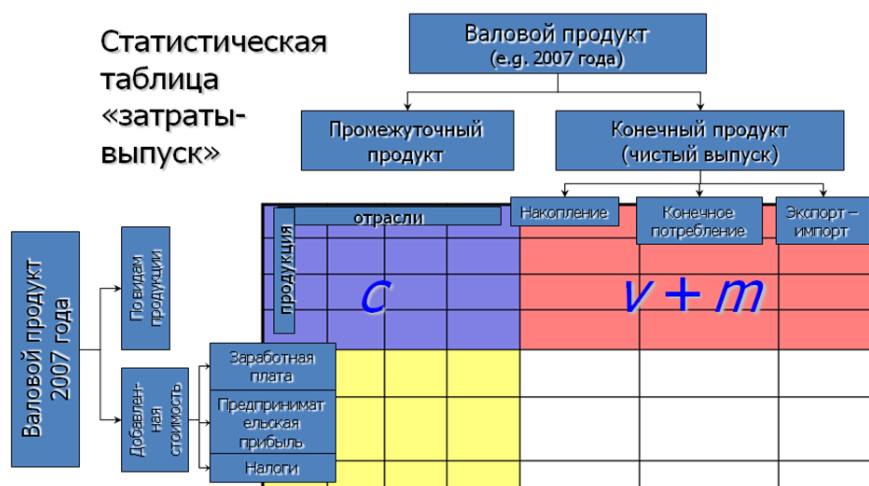 Статистическая
таблица
«затраты-
выпуск»
Валовой продукт
(e.g. 2007 года)
Промежуточный
продукт
Конечный продукт
(чистый выпуск)
Накопление
Конечное
потребление
Экспорт –
импорт
отрасли
продукция
c
v + m
Валовой продукт
2007 года
По видам
продукции
Добавлен-
ная
стоимость
Заработная
плата
Предпринимат
ельская
прибыль
Налоги